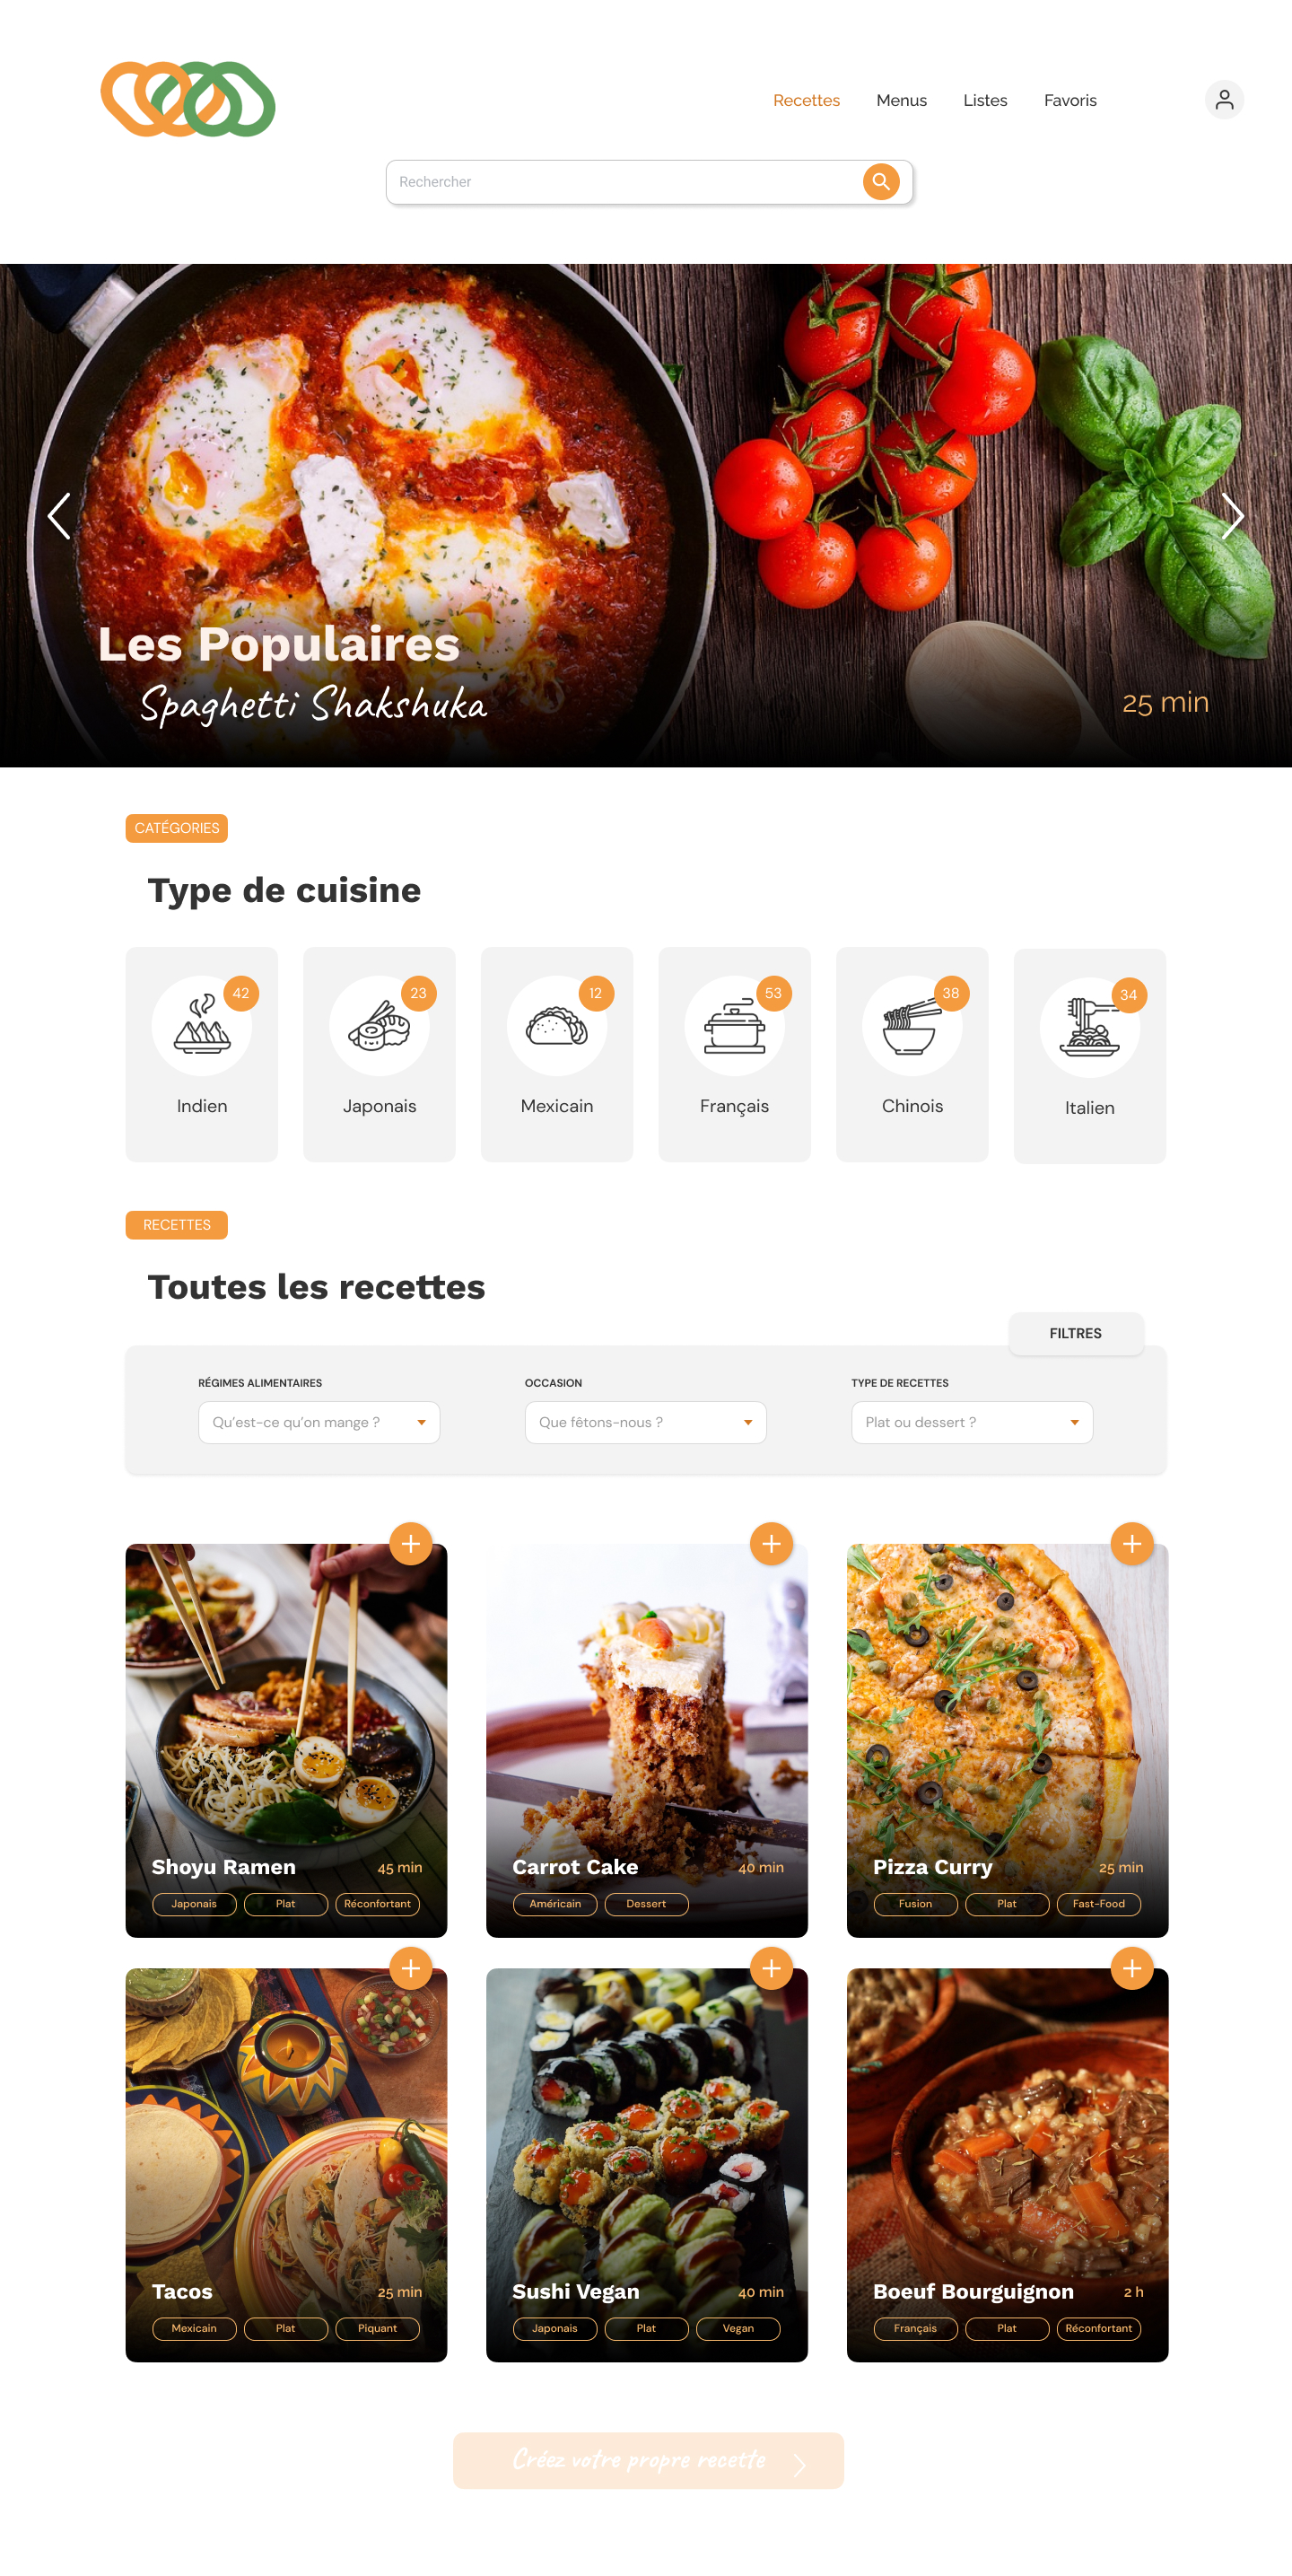 Recettes Menus Listes Favoris
Rechercher
Les Populaires
Spaghetti Shakshuka
25 min
CATÉGORIES
Type de cuisine
42 23 12 53 38 34
Indien Japonais Mexicain Français Chinois Italien
RECETTES
Toutes les recettes
FILTRES
RÉGIMES ALIMENTAIRES OCCASION TYPE DE RECETTES
Qu'est-ce qu'on mange ? Que fêtons-nous ? Plat ou dessert ?
Shoyu Ramen 45 min
Japonais Plat Réconfortant
Carrot Cake 40 min
Américain Dessert
Pizza Curry 25 min
Fusion Plat Fast-Food
Tacos 25 min
Mexicain Plat Piquant
Sushi Vegan 40 min
Japonais Plat Vegan
Boeuf Bourguignon 2 h
Français Plat Réconfortant
Créez votre propre recette